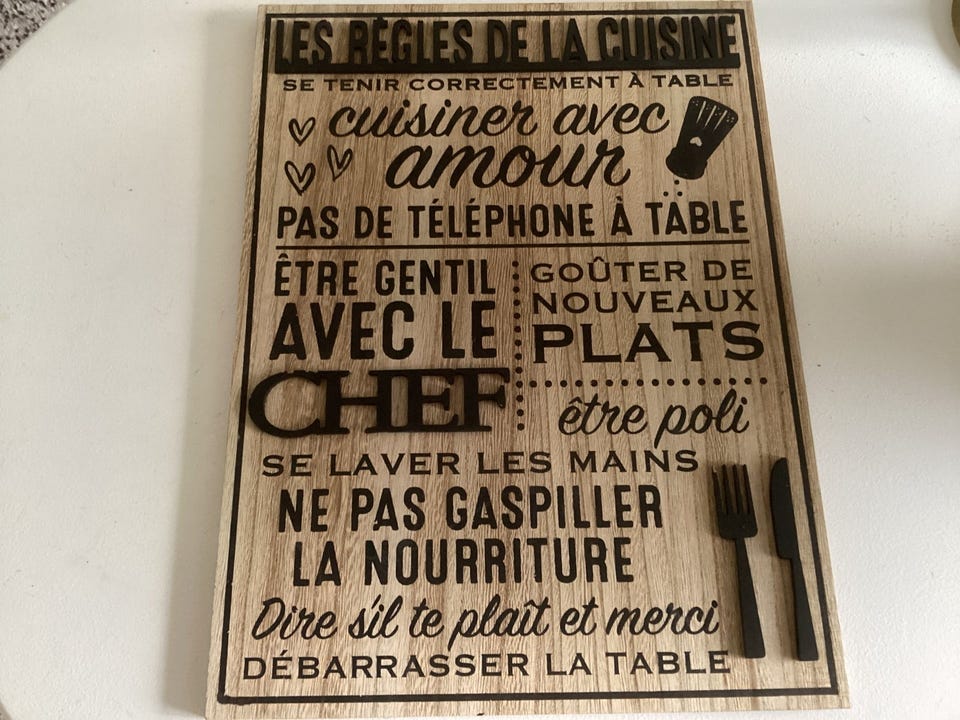 LES RÈGLES DE LA CUISINE
SE TENIR CORRECTEMENT À TABLE
cuisiner avec
amour
PAS DE TÉLÉPHONE À TABLE
ÊTRE GENTIL
AVEC LE
CHEF
GOÛTER DE
NOUVEAUX
PLATS
être poli
SE LAVER LES MAINS
NE PAS GASPILLER
LA NOURRITURE
Dire s'il te plaît et merci
DÉBARRASSER LA TABLE